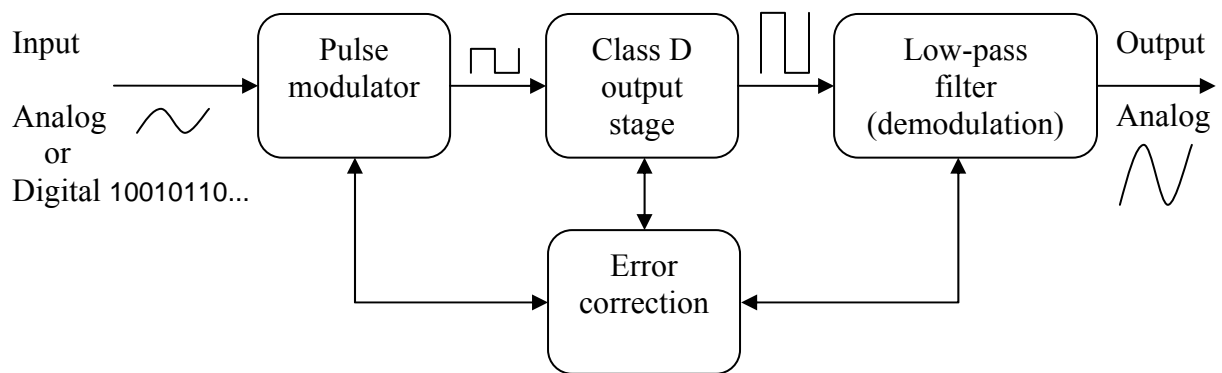 Input
Analog
or
Digital 10010110...
Pulse
modulator
Class D
output
stage
Low-pass
filter
(demodulation)
Output
Analog
Error
correction